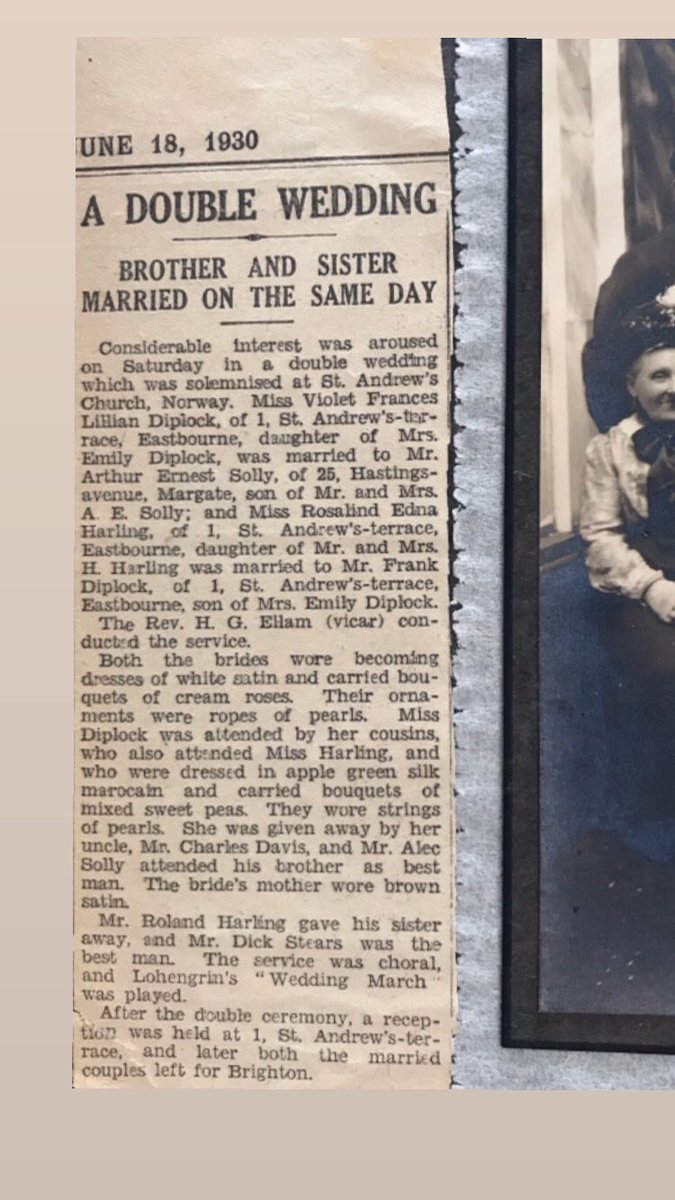 JUNE 18, 1930
A DOUBLE WEDDING
BROTHER AND SISTER
MARRIED ON THE SAME DAY
Considerable interest was aroused
on Saturday in a double wedding
which was solemnised at St. Andrew's
Church, Norway. Miss Violet Frances
Lillian Diplock, of 1, St. Andrew's-ter-
race, Eastbourne, daughter of Mrs.
Emily Diplock, was married to Mr.
Arthur Ernest Solly, of 25, Hastings-
avenue, Margate, son of Mr. and Mrs.
A. E. Solly; and Miss Rosalind Edna
Harling, of 1, St. Andrew's-terrace,
Eastbourne, daughter of Mr. and Mrs.
H. Harling was married to Mr. Frank
Diplock, of 1, St. Andrew's-terrace,
Eastbourne, son of Mrs. Emily Diplock.
The Rev. H. G. Ellam (vicar) con-
ducted the service.
Both the brides wore becoming
dresses of white satin and carried bou-
quets of cream roses. Their orna-
ments were ropes of pearls. Miss
Diplock was attended by her cousins,
who also attended Miss Harling, and
who were dressed in apple green silk
marocain and carried bouquets of
mixed sweet peas. They wore strings
of pearls. She was given away by her
uncle, Mr. Charles Davis, and Mr. Alec
Solly attended his brother as best
man. The bride's mother wore brown
satin.
Mr. Roland Harling gave his sister
away, and Mr. Dick Stears was the
best man. The service was choral,
and Lohengrin's "Wedding March"
was played.
After the double ceremony, a recep-
tion was held at 1, St. Andrew's-ter-
race, and later both the married
couples left for Brighton.